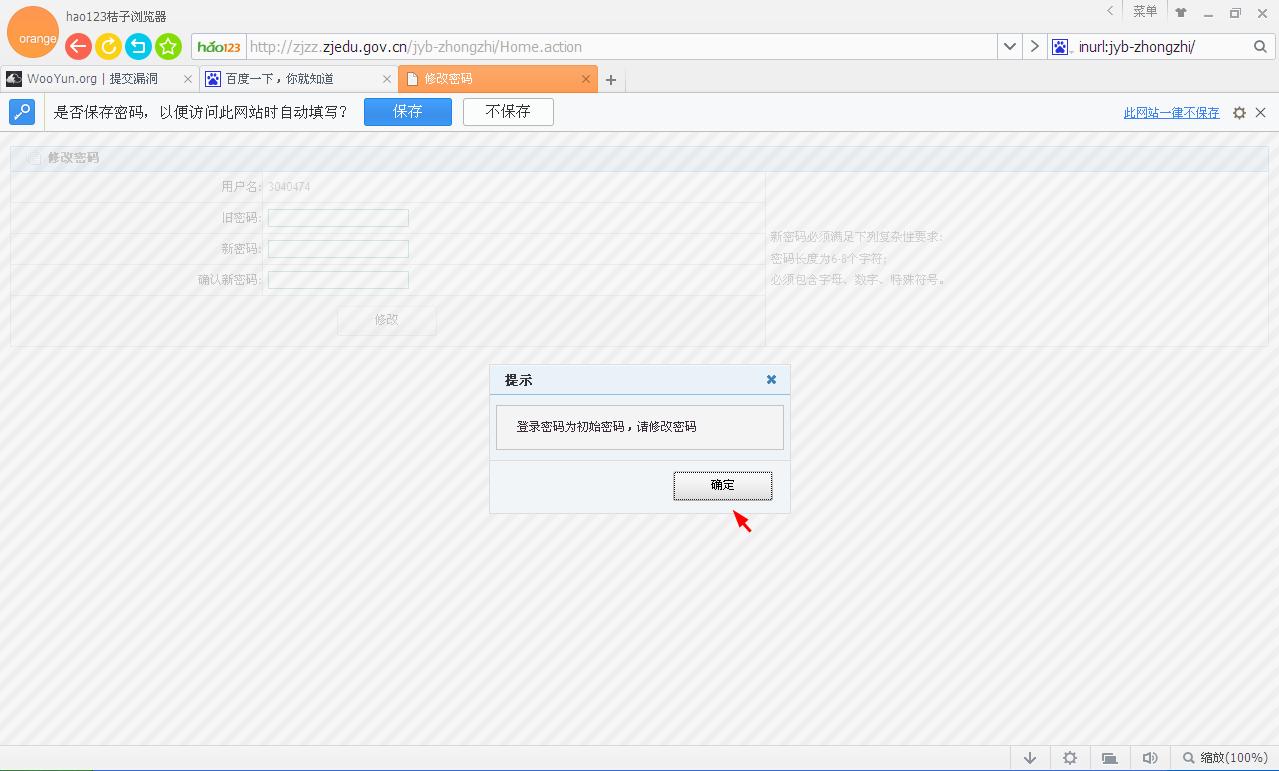 hao123桔子浏览器
菜单
orange
hao123 http://zjzz.zjedu.gov.cn/jyb-zhongzhi/Home.action
inurl:jyb-zhongzhi/
WooYun.org | 提交漏洞
百度一下，你就知道
修改密码
是否保存密码，以便访问此网站时自动填写？
保存
不保存
此网站一律不保存
修改密码
用户名: 3040474
旧密码:
新密码:
确认新密码:
新密码必须满足下列复杂性要求:
密码长度为6-8个字符;
必须包含字母、数字、特殊符号。
修改
提示
登录密码为初始密码，请修改密码
确定
缩放(100%)